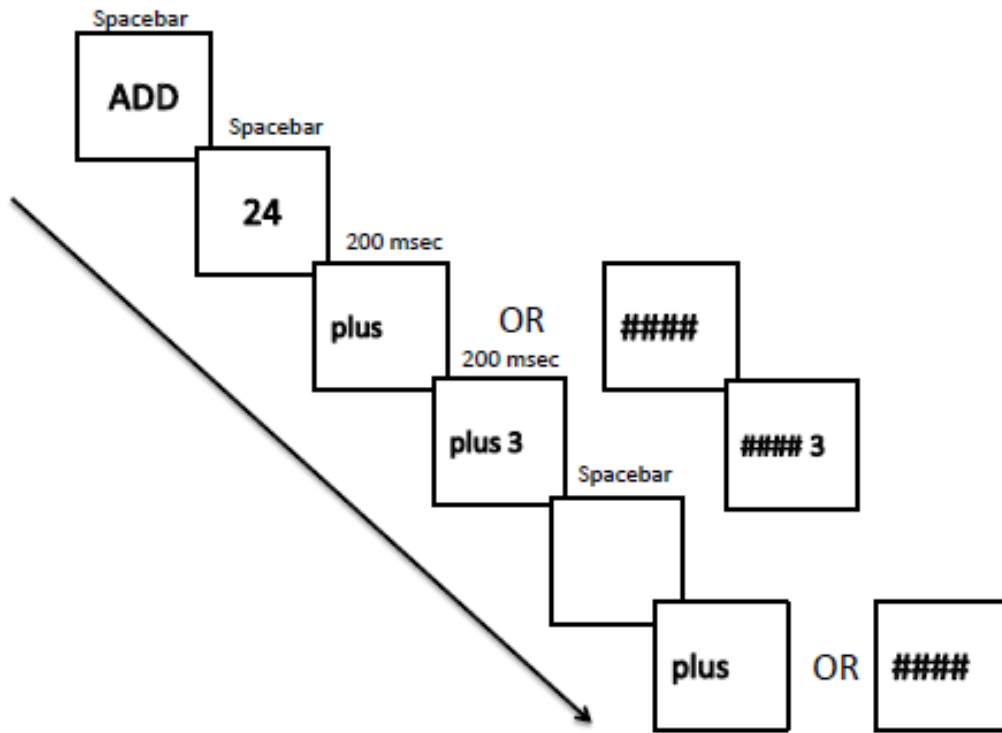 Spacebar
ADD
Spacebar
24
200 msec
plus
OR
####
200 msec
plus 3
#### 3
Spacebar
plus
OR
####